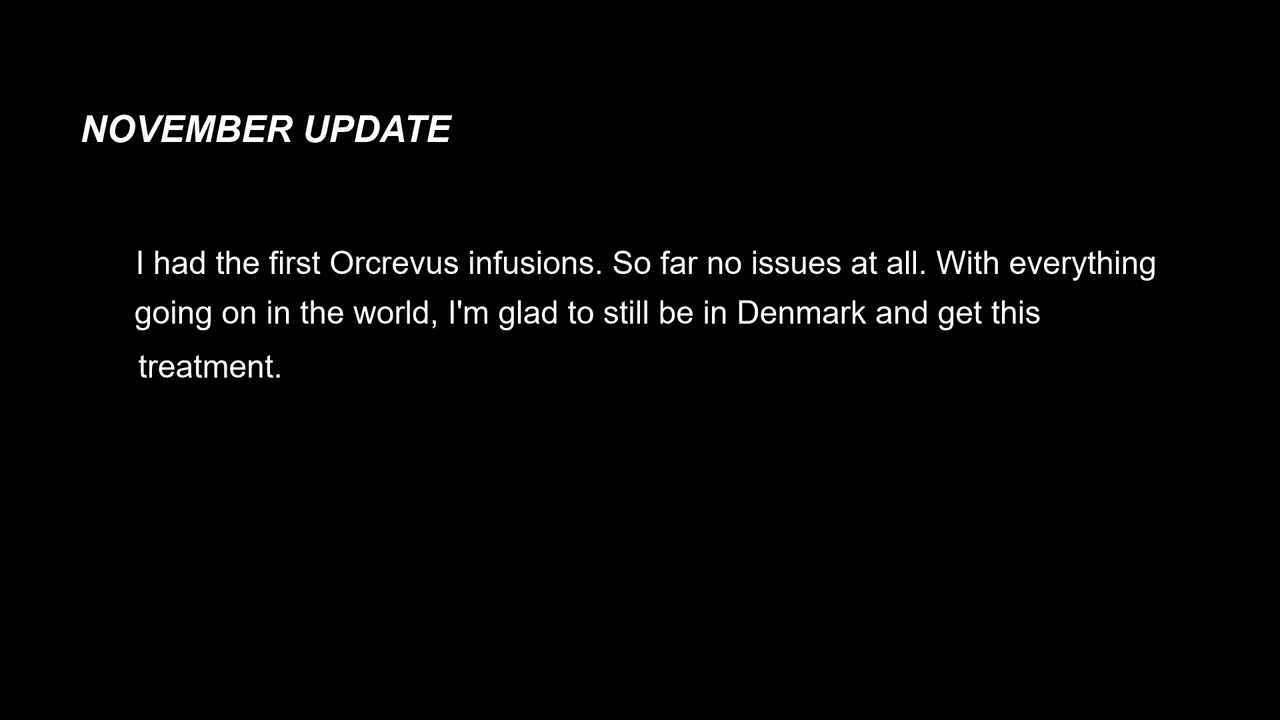 NOVEMBER UPDATE
I had the first Orcrevus infusions. So far no issues at all. With everything
going on in the world, I'm glad to still be in Denmark and get this
treatment.